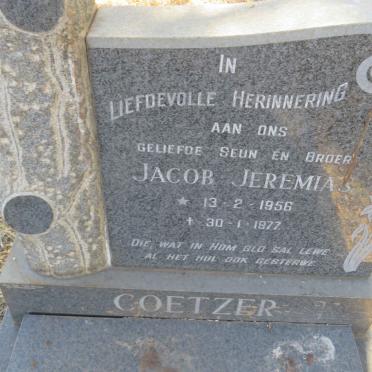 IN
LIEFDEVOLLE HERINNERING
AAN ONS
GELIEFDE SEUN EN BROER
JACOB JEREMIAS
* 13-2-1956
+ 30-1-1977
DIE, WAT IN HOM GLO SAL LEWE
AL HET HUL OOK GESTERWE
COETZER